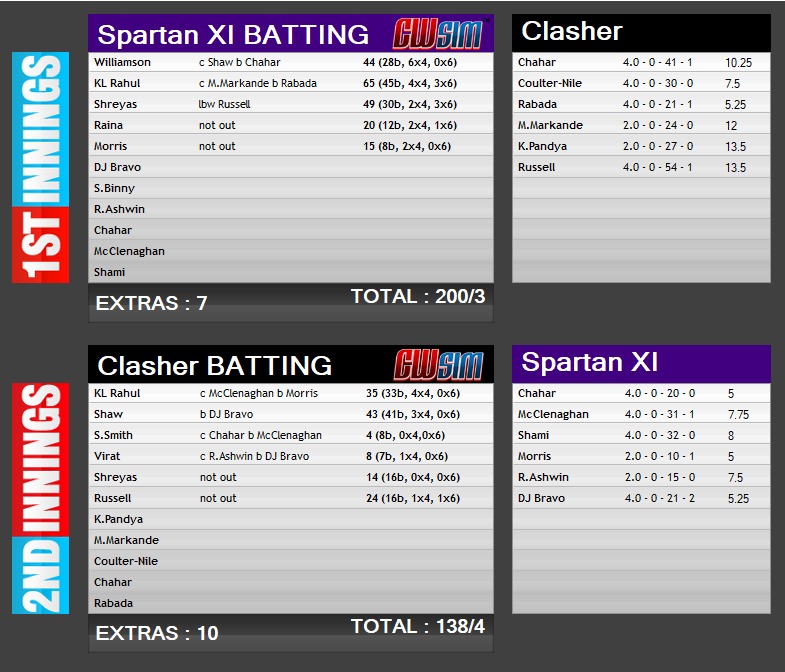 1ST INNINGS
Spartan XI BATTING CWSIM
Williamson c Shaw b Chahar 44 (28b, 6x4, 0x6)
KL Rahul c M.Markande b Rabada 65 (45b, 4x4, 3x6)
Shreyas lbw Russell 49 (30b, 2x4, 3x6)
Raina not out 20 (12b, 2x4, 1x6)
Morris not out 15 (8b, 2x4, 0x6)
DJ Bravo
S.Binny
R.Ashwin
Chahar
McClenaghan
Shami
EXTRAS : 7 TOTAL : 200/3
Clasher
Chahar 4.0 - 0 - 41 - 1 10.25
Coulter-Nile 4.0 - 0 - 30 - 0 7.5
Rabada 4.0 - 0 - 21 - 1 5.25
M.Markande 2.0 - 0 - 24 - 0 12
K.Pandya 2.0 - 0 - 27 - 0 13.5
Russell 4.0 - 0 - 54 - 1 13.5
2ND INNINGS
Clasher BATTING CWSIM
KL Rahul c McClenaghan b Morris 35 (33b, 4x4, 0x6)
Shaw b DJ Bravo 43 (41b, 3x4, 0x6)
S.Smith c Chahar b McClenaghan 4 (8b, 0x4,0x6)
Virat c R.Ashwin b DJ Bravo 8 (7b, 1x4, 0x6)
Shreyas not out 14 (16b, 0x4, 0x6)
Russell not out 24 (16b, 1x4, 1x6)
K.Pandya
M.Markande
Coulter-Nile
Chahar
Rabada
EXTRAS : 10 TOTAL : 138/4
Spartan XI
Chahar 4.0 - 0 - 20 - 0 5
McClenaghan 4.0 - 0 - 31 - 1 7.75
Shami 4.0 - 0 - 32 - 0 8
Morris 2.0 - 0 - 10 - 1 5
R.Ashwin 2.0 - 0 - 15 - 0 7.5
DJ Bravo 4.0 - 0 - 21 - 2 5.25